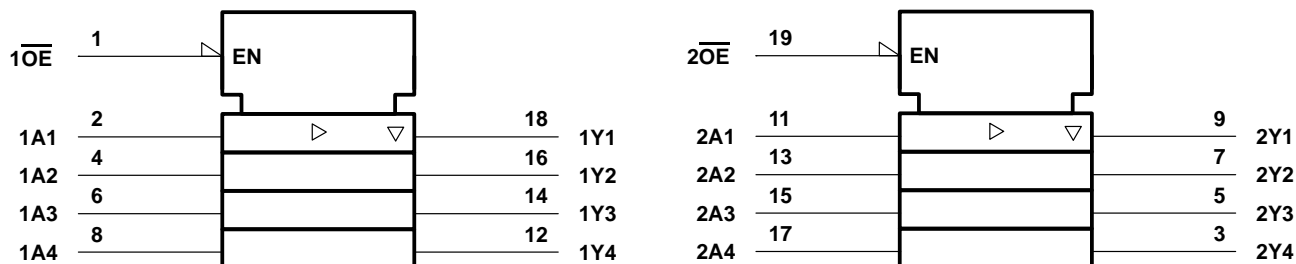 1 19
1OE EN 2OE EN
2 18 11 9
1A1 1Y1 2A1 2Y1
4 16 13 7
1A2 1Y2 2A2 2Y2
6 14 15 5
1A3 1Y3 2A3 2Y3
8 12 17 3
1A4 1Y4 2A4 2Y4